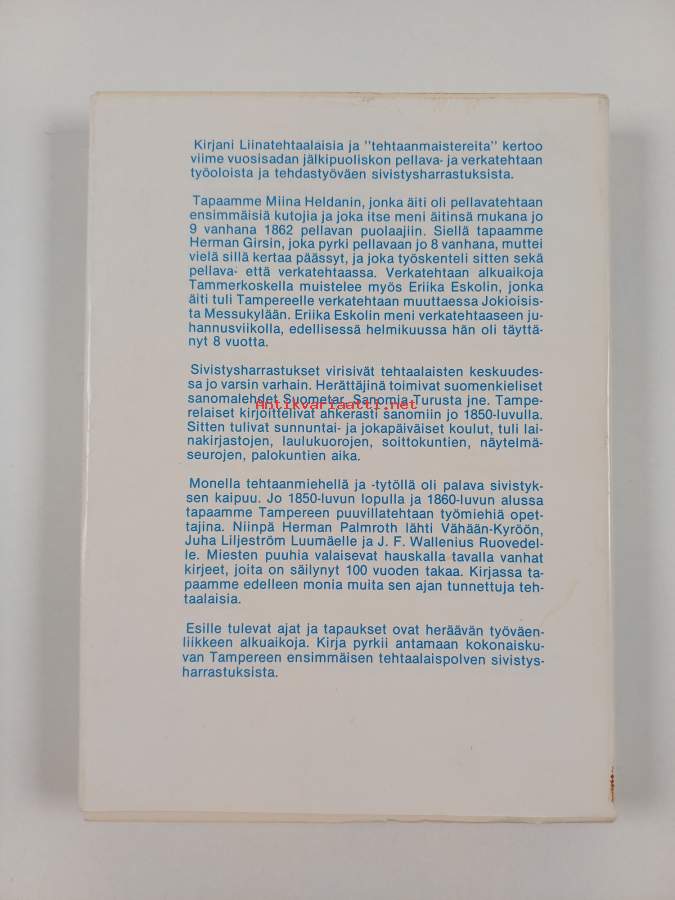 Kirjani Liinatehtaalaisia ja "tehtaanmaistereita" kertoo
viime vuosisadan jälkipuoliskon pellava- ja verkatehtaan
työoloista ja tehdastyöväen sivistysharrastuksista.
Tapaamme Miina Heldanin, jonka äiti oli pellavatehtaan
ensimmäisiä kutojia ja joka itse meni äitinsä mukana jo
9 vanhana 1862 pellavan puolaajiin. Siellä tapaamme
Herman Girsin, joka pyrki pellavaan jo 8 vanhana, muttei
vielä sillä kertaa päässyt, ja joka työskenteli sitten sekä
pellava- että verkatehtaassa. Verkatehtaan alkuaikoja
Tammerkoskella muistelee myös Eriika Eskolin, jonka
äiti tuli Tampereelle verkatehtaan muuttaessa Jokioisis-
ta Messukylään. Eriika Eskolin meni verkatehtaaseen ju-
hannusviikolla, edellisessä helmikuussa hän oli täyttä-
nyt 8 vuotta.
Sivistysharrastukset virisivät tehtaalaisten keskuudes-
sa jo varsin varhain. Herättäjinä toimivat suomenkieliset
sanomalehdet Suometar, Sanomia Turusta jne. Tampe-
Antikvariaatti.net
relaiset kirjoittelivat ahkerasti sanomiin jo 1850-luvulla.
Sitten tulivat sunnuntai- ja jokapäiväiset koulut, tuli lai-
nakirjastojen, laulukuorojen, soittokuntien, näytelmä-
seurojen, palokuntien aika.
Monella tehtaanmiehellä ja -tytöllä oli palava sivistyk-
sen kaipuu. Jo 1850-luvun lopulla ja 1860-luvun alussa
tapaamme Tampereen puuvillatehtaan työmiehiä opet-
tajina. Niinpä Herman Palmroth lähti Vähään-Kyröön,
Juha Liljeström Luumäelle ja J. F. Wallenius Ruovedel-
le. Miesten puuhia valaisevat hauskalla tavalla vanhat
kirjeet, joita on säilynyt 100 vuoden takaa. Kirjassa ta-
paamme edelleen monia muita sen ajan tunnettuja teh-
taalaisia.
Esille tulevat ajat ja tapaukset ovat heräävän työväen-
liikkeen alkuaikoja. Kirja pyrkii antamaan kokonaisku-
van Tampereen ensimmäisen tehtaalaispolven sivistys-
harrastuksista.